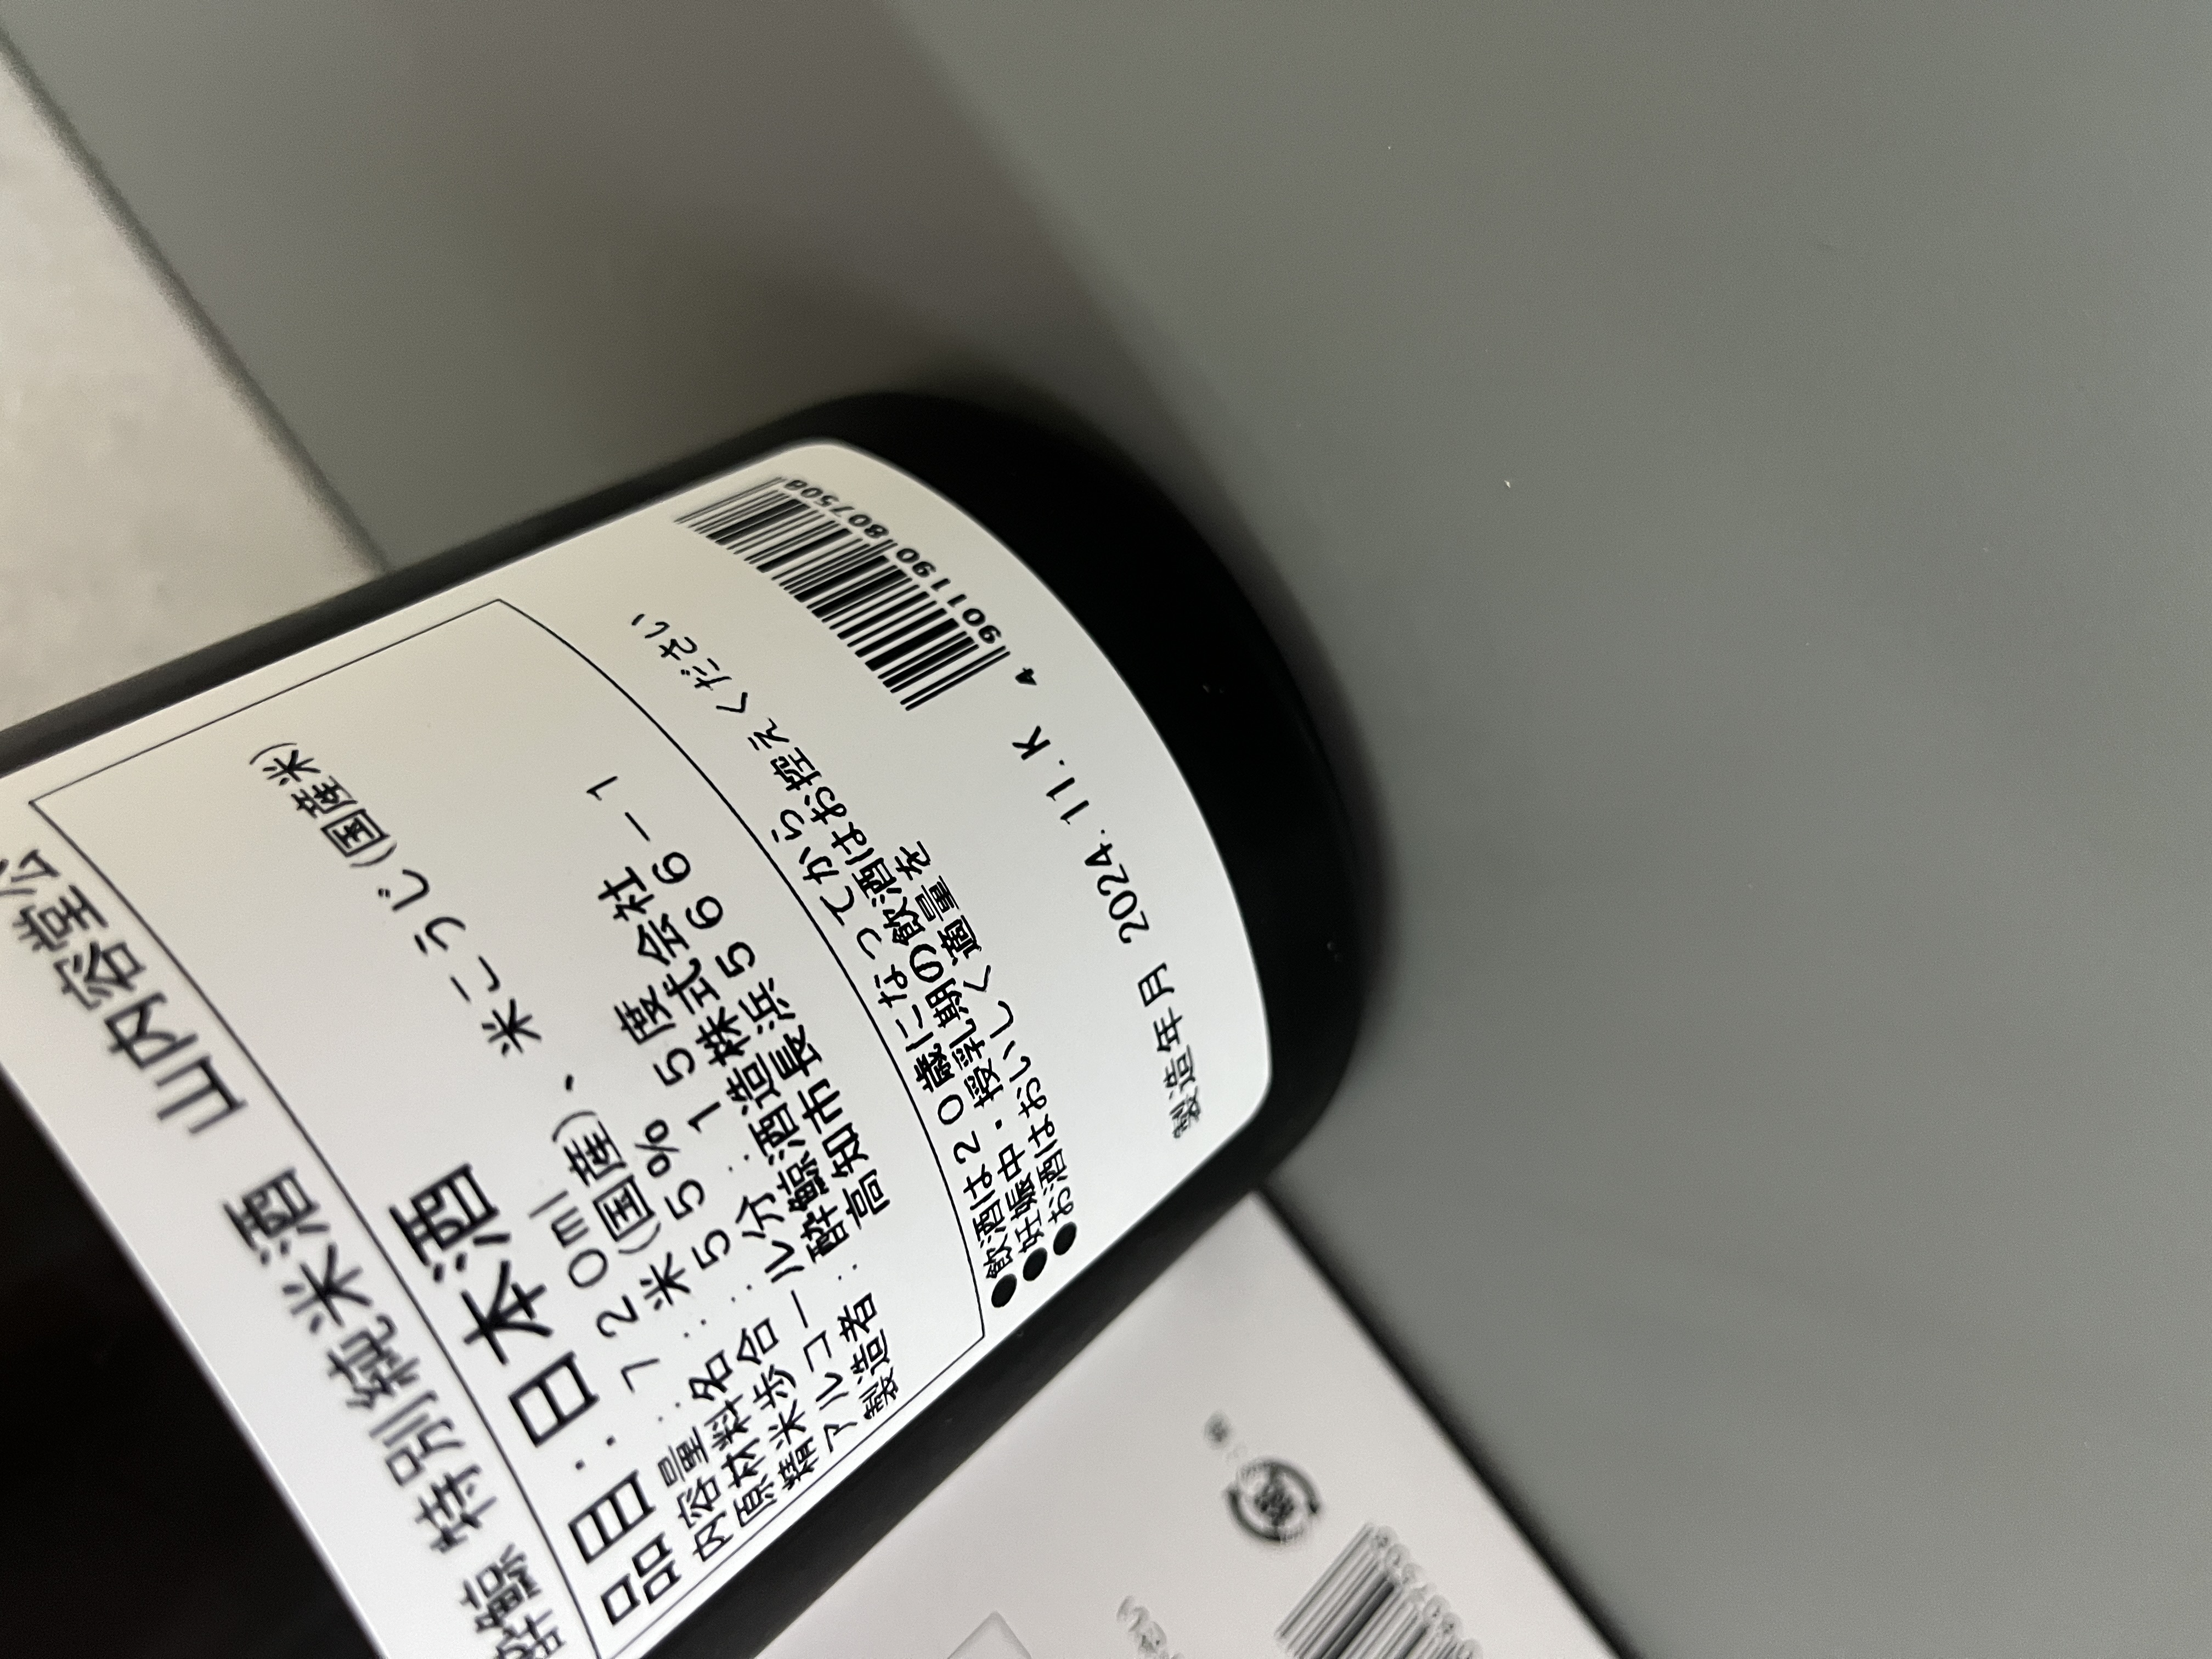 酔鯨 特別純米酒 山内容堂公
品目:日本酒
内容量:720ml
原材料名:米(国産)、米こうじ(国産米)
精米歩合:55%
アルコール分:15度
製造者:酔鯨酒造株式会社
高知市長浜566-1
●飲酒は20歳になってから
●妊娠中・授乳期の飲酒はお控えください
●お酒はおいしく適量を
製造年月 2024.11.K
4 901190 807508